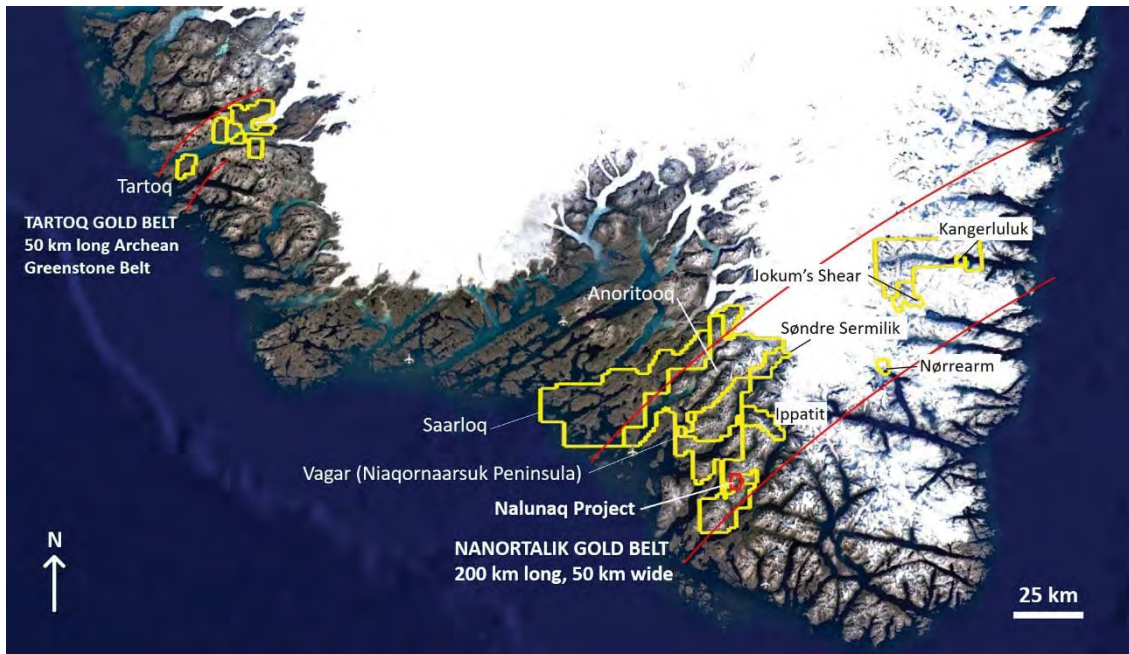 Tartoq
TARTOQ GOLD BELT
50 km long Archean
Greenstone Belt
Kangerluluk
Jokum's Shear
Anoritooq
Søndre Sermilik
Nørrearm
Ippatit
Saarloq
Vagar (Niaqornaarsuk Peninsula)
Nalunaq Project
NANORTALIK GOLD BELT
200 km long, 50 km wide
N
25 km